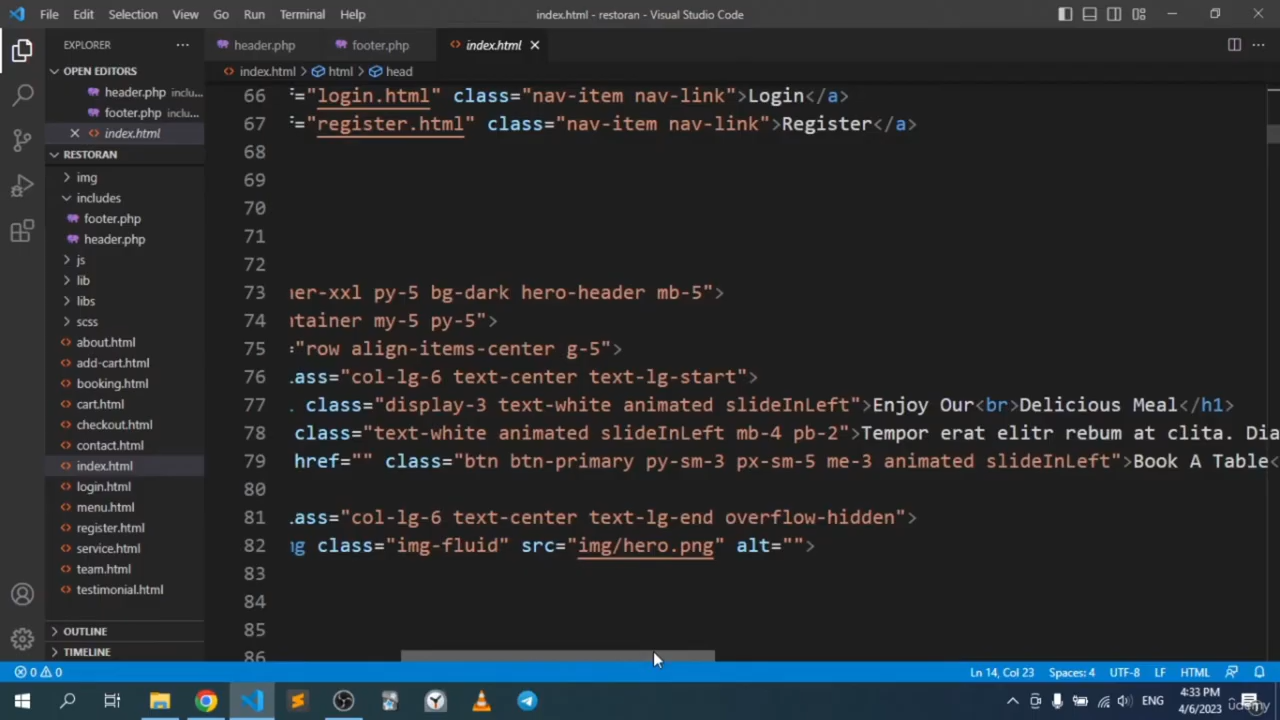 File Edit Selection View Go Run Terminal Help index.html - restoran - Visual Studio Code
EXPLORER
header.php footer.php index.html
OPEN EDITORS
header.php inclu...
footer.php inclu...
index.html
RESTORAN
img
includes
footer.php
header.php
js
lib
libs
scss
about.html
add-cart.html
booking.html
cart.html
checkout.html
contact.html
index.html
login.html
menu.html
register.html
service.html
team.html
testimonial.html
OUTLINE
TIMELINE
index.html > html > head
66 ="login.html" class="nav-item nav-link">Login</a>
67 ="register.html" class="nav-item nav-link">Register</a>
68
69
70
71
72
73 er-xxl py-5 bg-dark hero-header mb-5">
74 tainer my-5 py-5">
75 ="row align-items-center g-5">
76 ass="col-lg-6 text-center text-lg-start">
77 class="display-3 text-white animated slideInLeft">Enjoy Our<br>Delicious Meal</h1>
78 class="text-white animated slideInLeft mb-4 pb-2">Tempor erat elitr rebum at clita. Dia
79 href="" class="btn btn-primary py-sm-3 px-sm-5 me-3 animated slideInLeft">Book A Table<
80
81 ass="col-lg-6 text-center text-lg-end overflow-hidden">
82 g class="img-fluid" src="img/hero.png" alt="">
83
84
85
86
0 0 Ln 14, Col 23 Spaces: 4 UTF-8 LF HTML
ENG
4:33 PM
4/6/2023
udemy